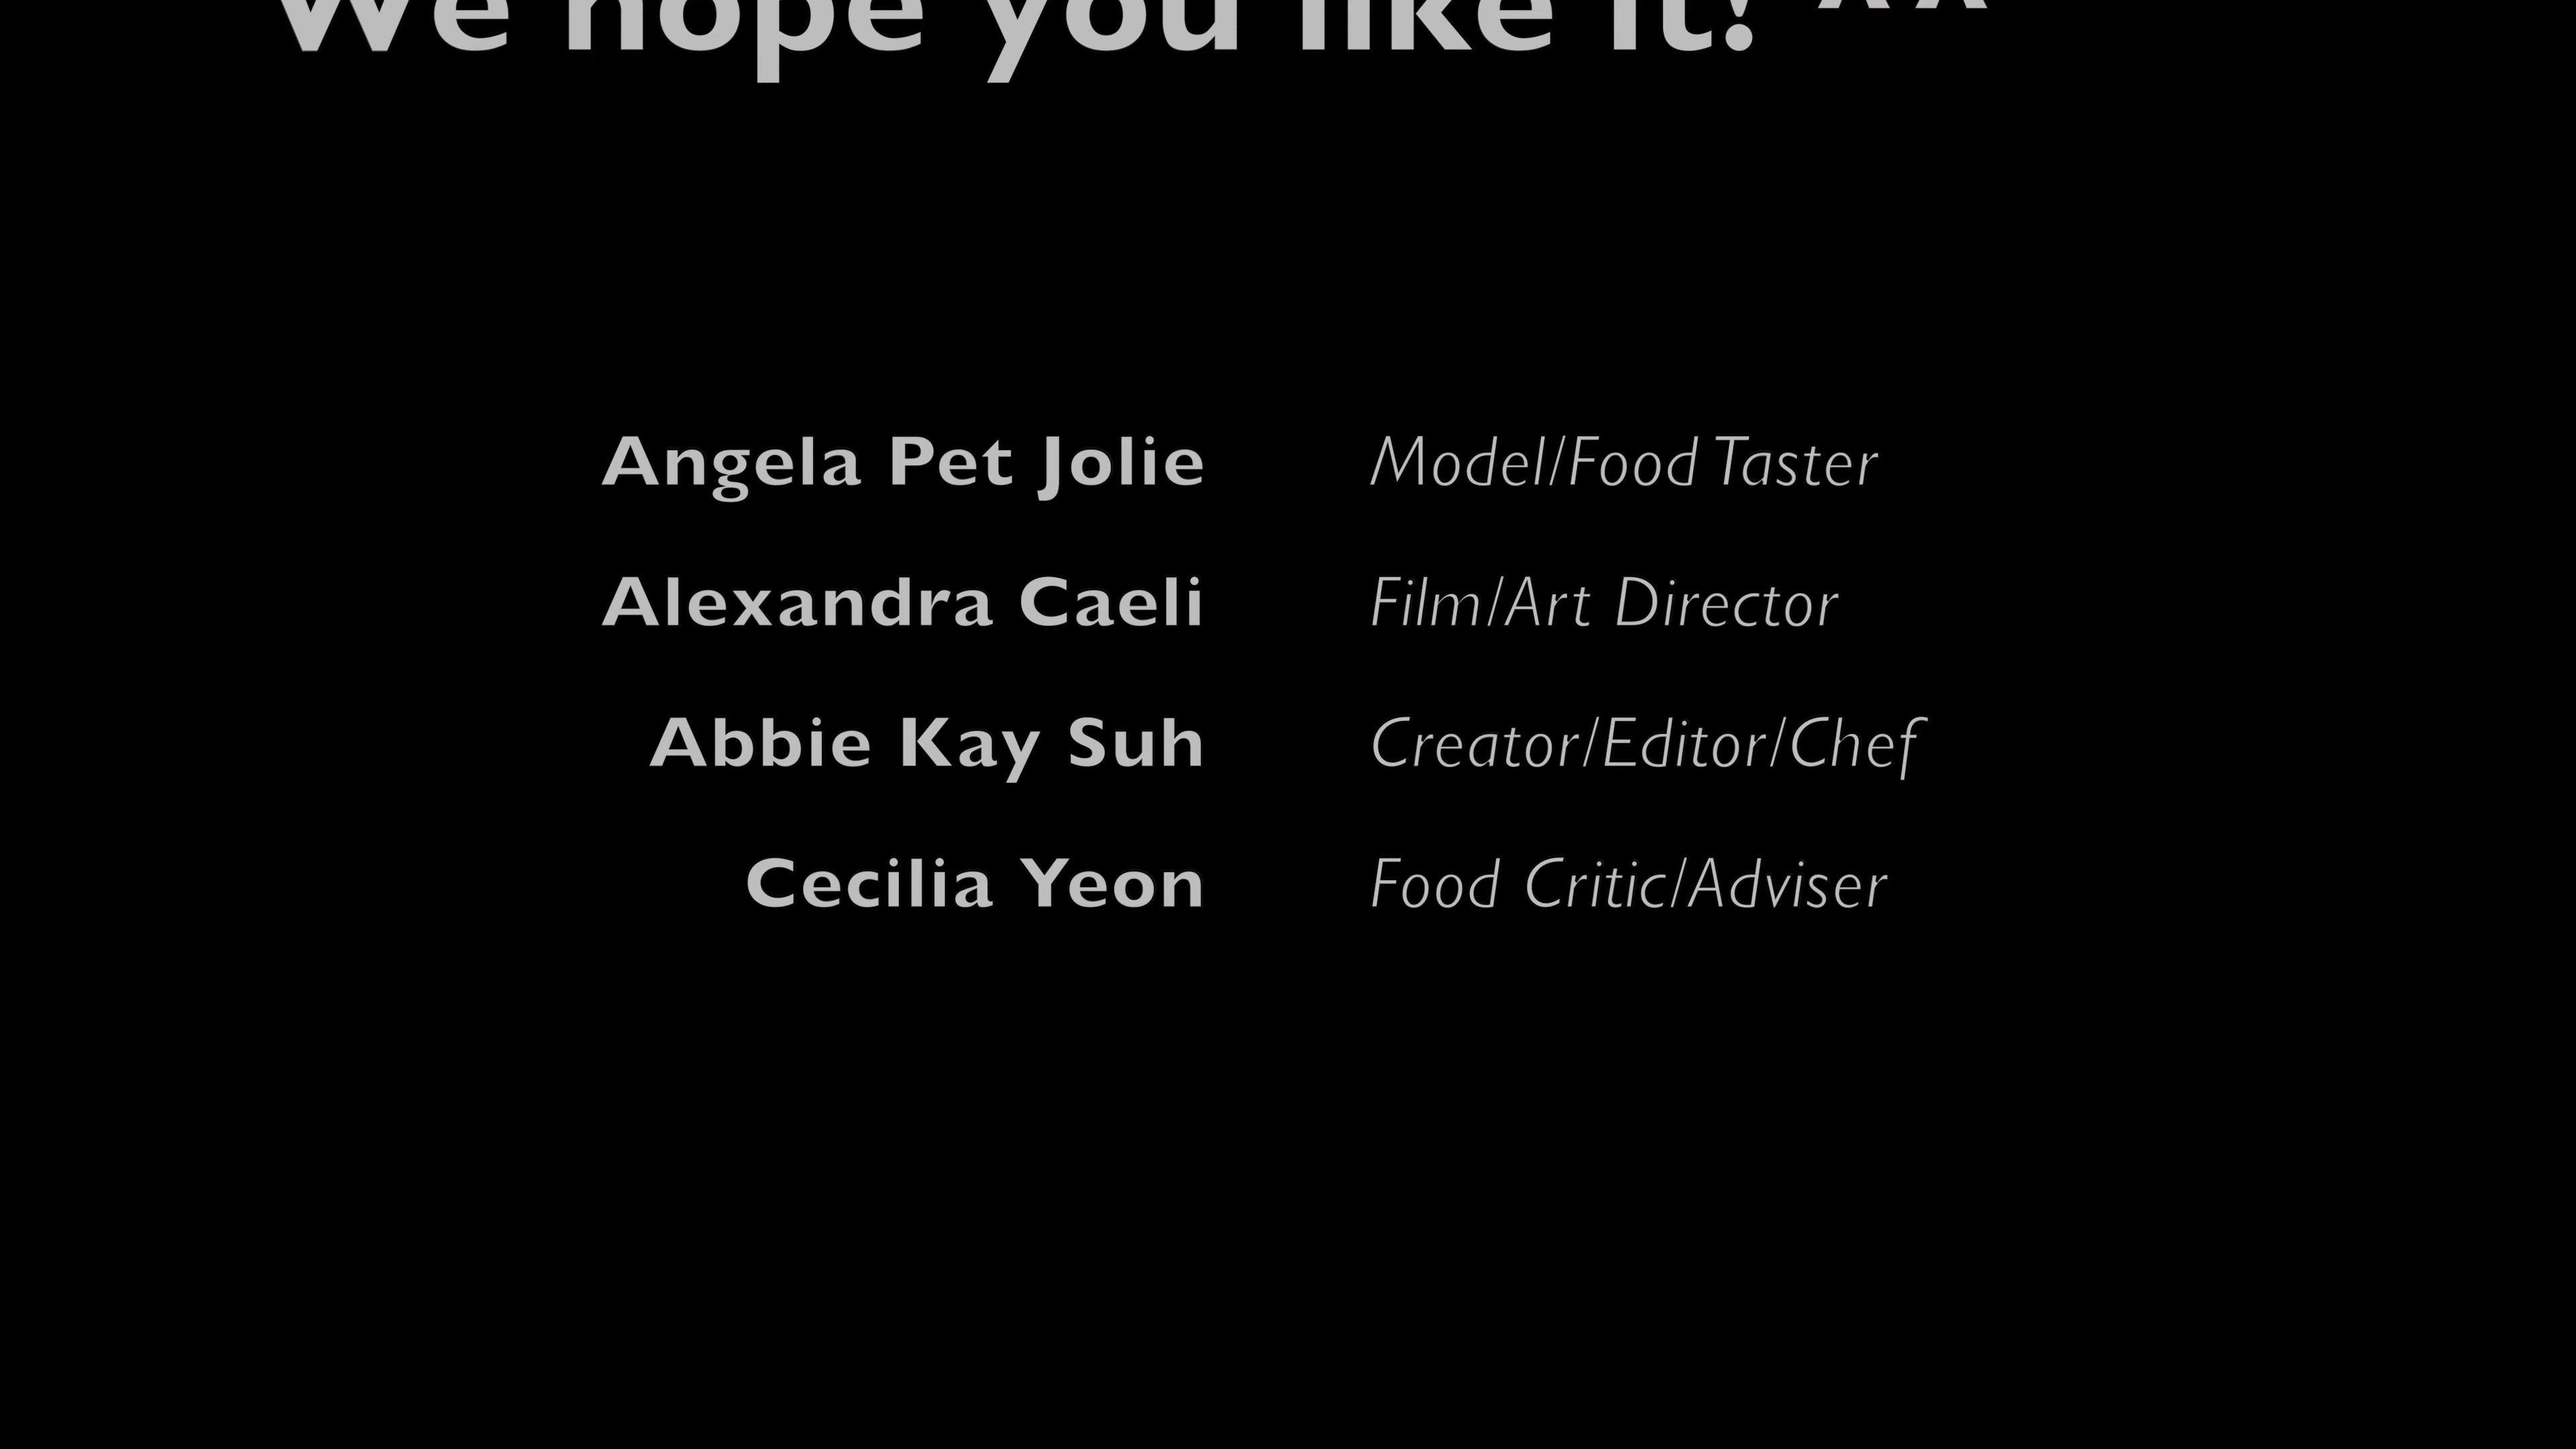 We hope you like it! ^^
Angela Pet Jolie Model/Food Taster
Alexandra Caeli Film/Art Director
Abbie Kay Suh Creator/Editor/Chef
Cecilia Yeon Food Critic/Adviser